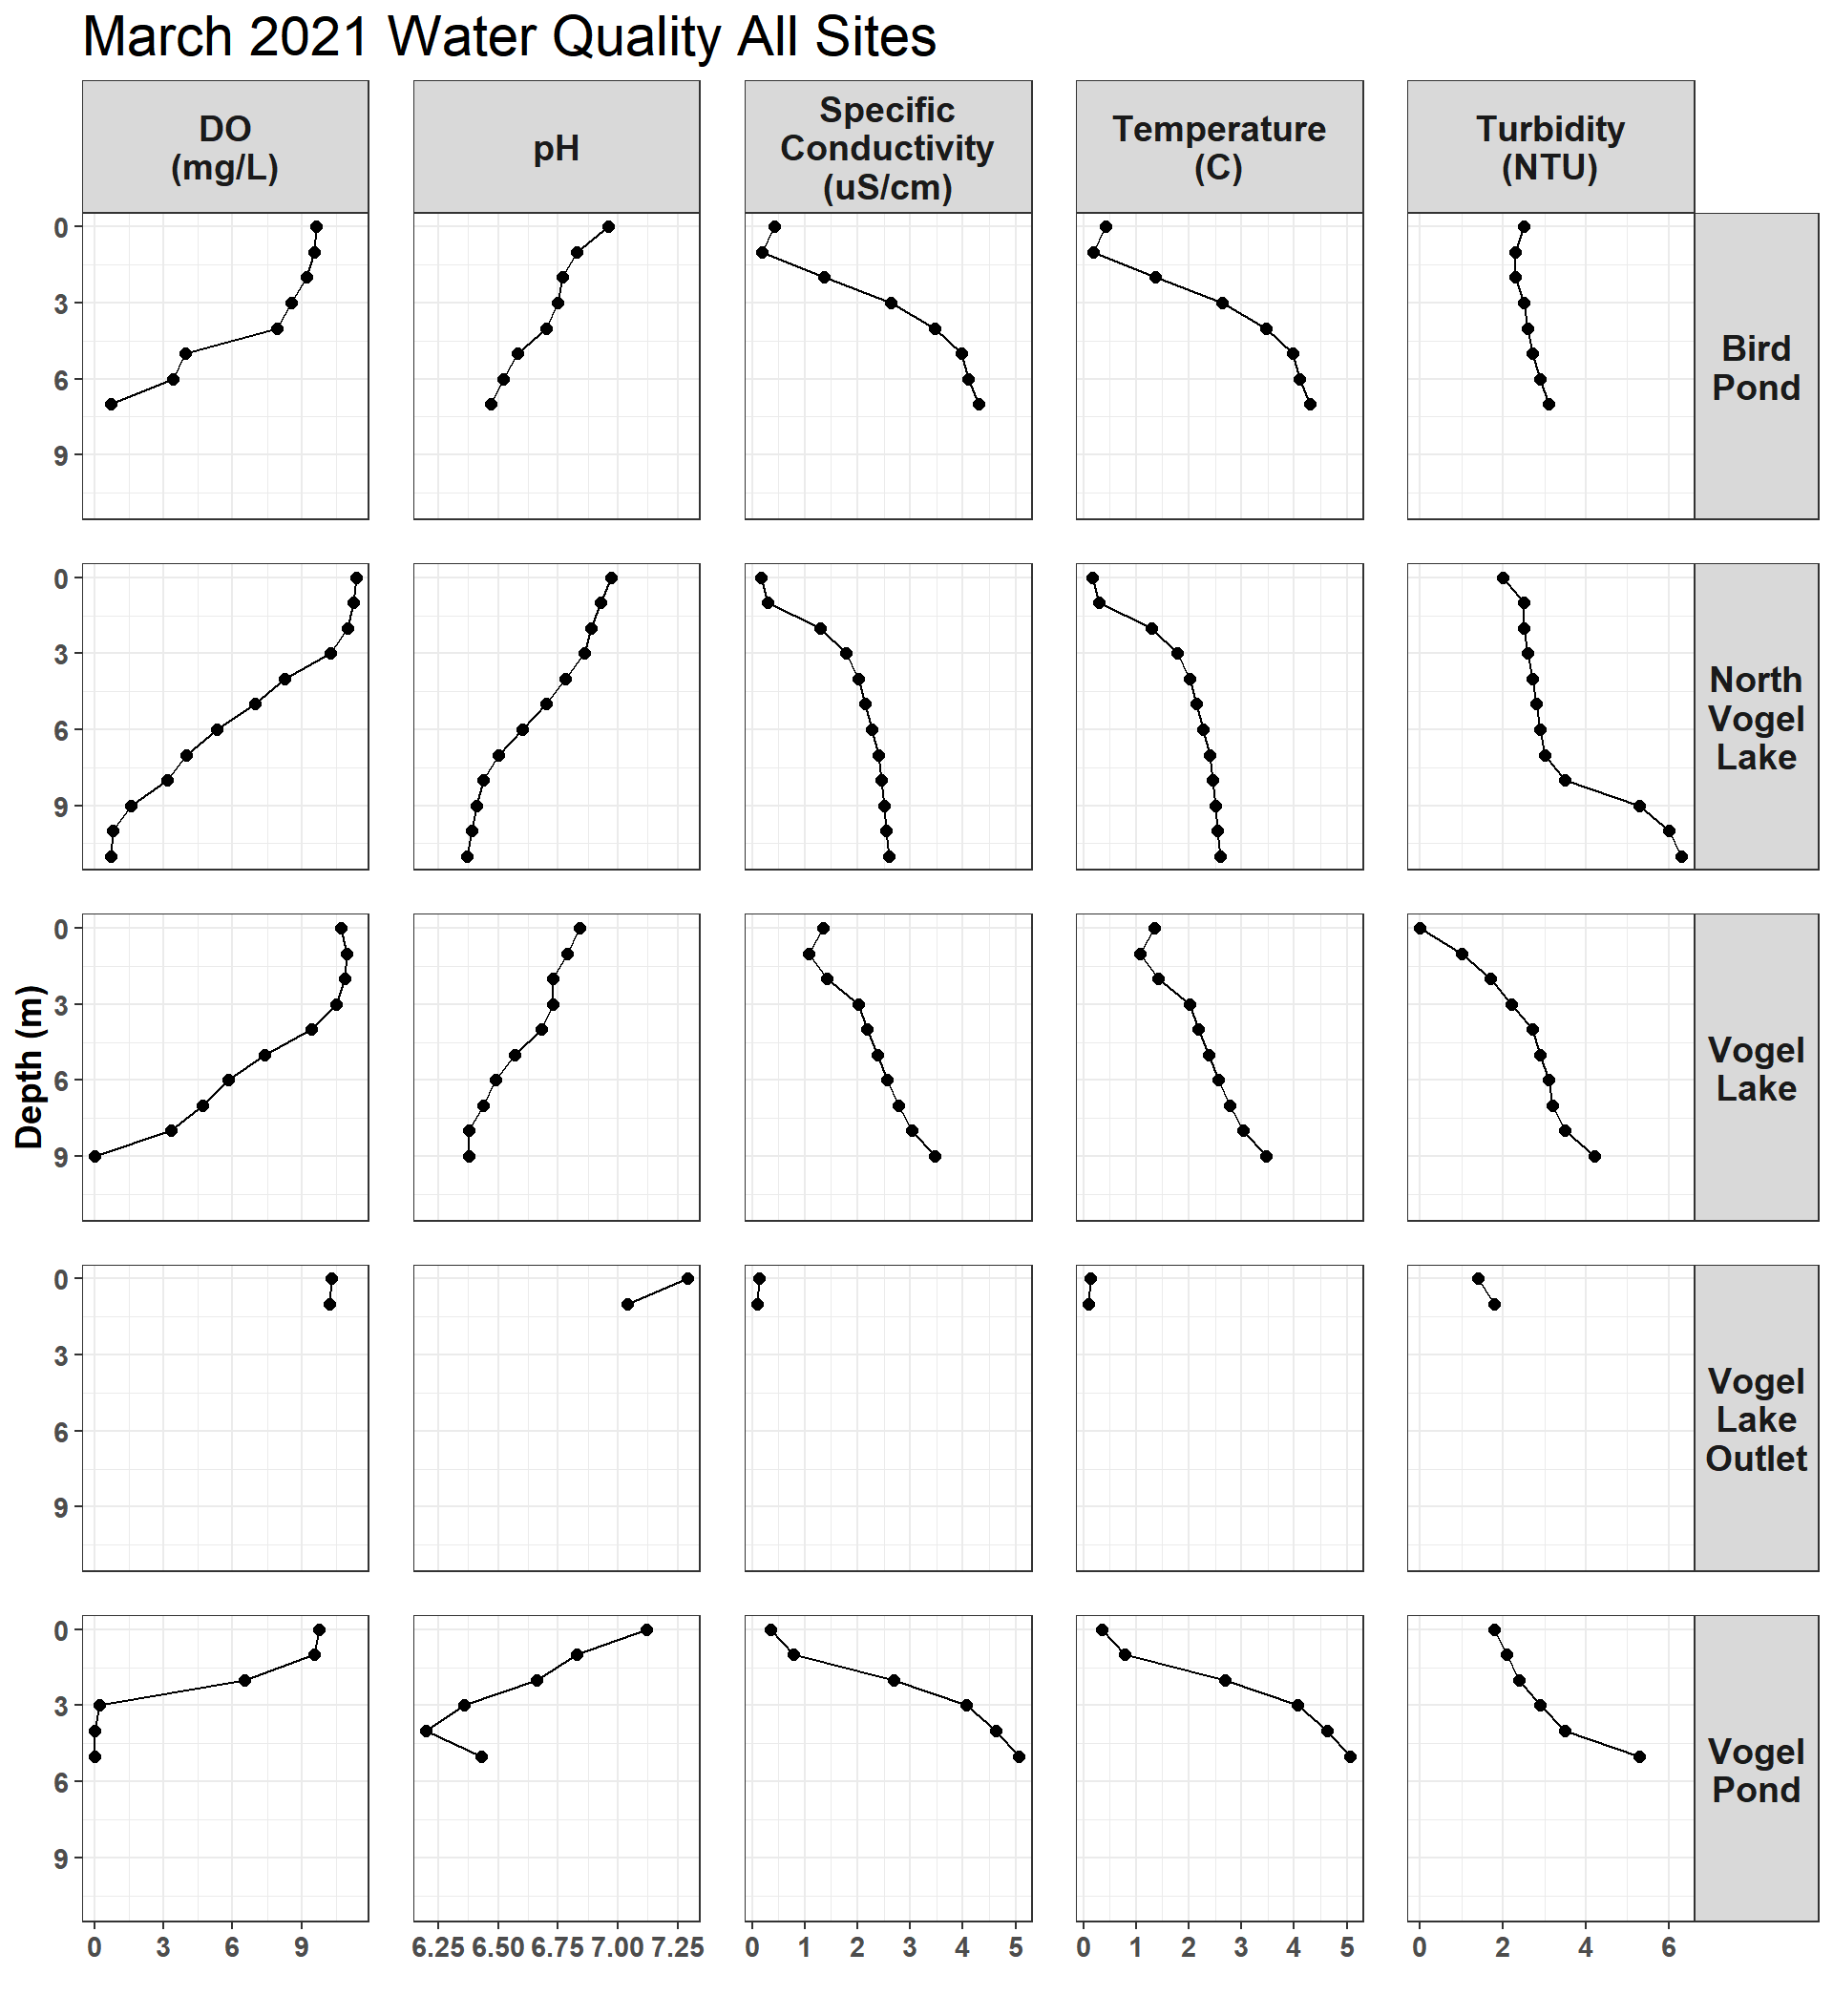 March 2021 Water Quality All Sites
DO
(mg/L)
pH
Specific
Conductivity
(uS/cm)
Temperature
(C)
Turbidity
(NTU)
0
3
6
9
Bird
Pond
0
3
6
9
North
Vogel
Lake
Depth (m)
0
3
6
9
Vogel
Lake
0
3
6
9
Vogel
Lake
Outlet
0
3
6
9
Vogel
Pond
0 3 6 9
6.25 6.50 6.75 7.00 7.25
0 1 2 3 4 5
0 1 2 3 4 5
0 2 4 6